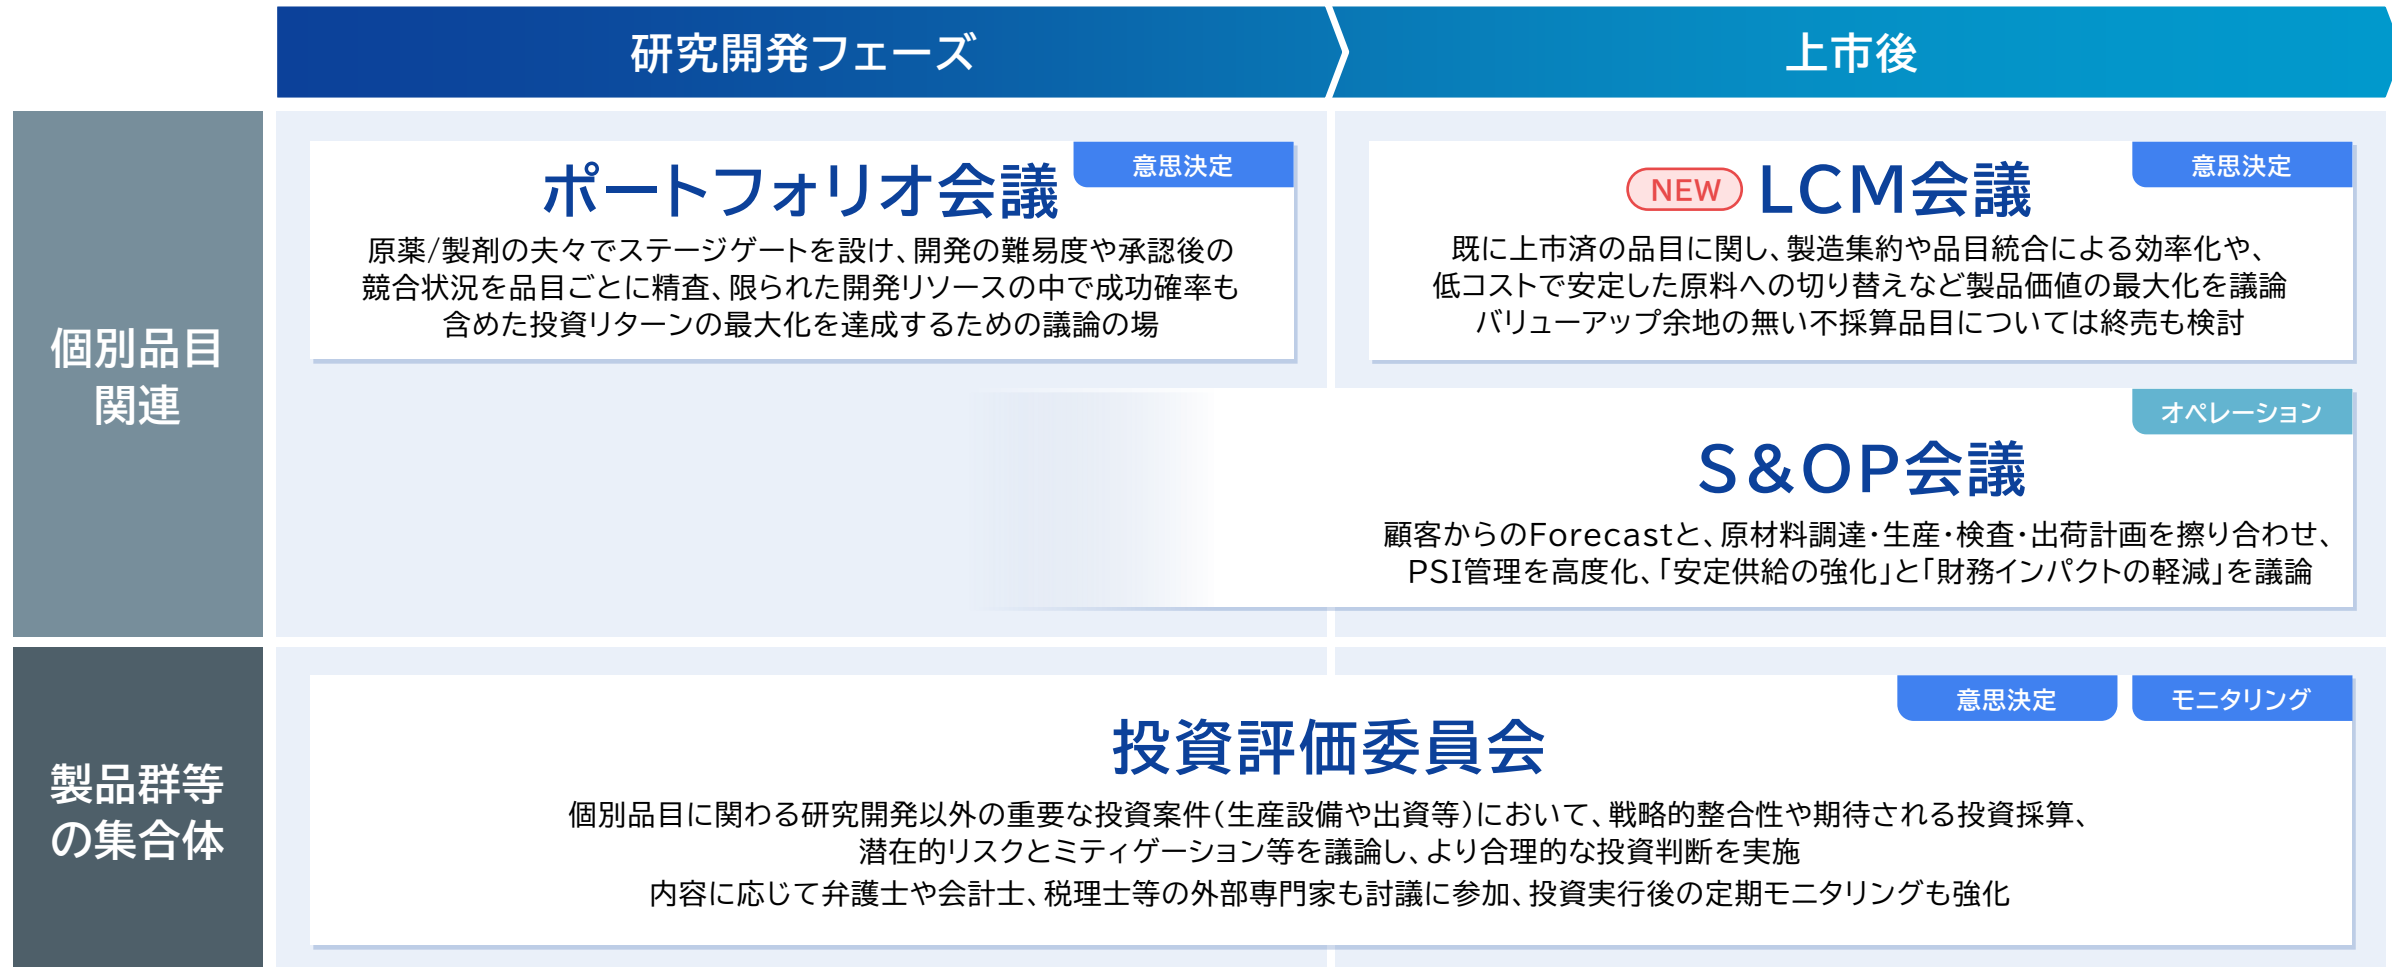 研究開発フェーズ
上市後
個別品目
関連
ポートフォリオ会議
意思決定
原薬/製剤の夫々でステージゲートを設け、開発の難易度や承認後の
競合状況を品目ごとに精査、限られた開発リソースの中で成功確率も
含めた投資リターンの最大化を達成するための議論の場
NEW LCM会議
意思決定
既に上市済の品目に関し、製造集約や品目統合による効率化や、
低コストで安定した原料への切り替えなど製品価値の最大化を議論
バリューアップ余地の無い不採算品目については終売も検討
オペレーション
S&OP会議
顧客からのForecastと、原材料調達・生産・検査・出荷計画を擦り合わせ、
PSI管理を高度化、「安定供給の強化」と「財務インパクトの軽減」を議論
製品群等
の集合体
意思決定
モニタリング
投資評価委員会
個別品目に関わる研究開発以外の重要な投資案件(生産設備や出資等)において、戦略的整合性や期待される投資採算、
潜在的リスクとミティゲーション等を議論し、より合理的な投資判断を実施
内容に応じて弁護士や会計士、税理士等の外部専門家も討議に参加、投資実行後の定期モニタリングも強化